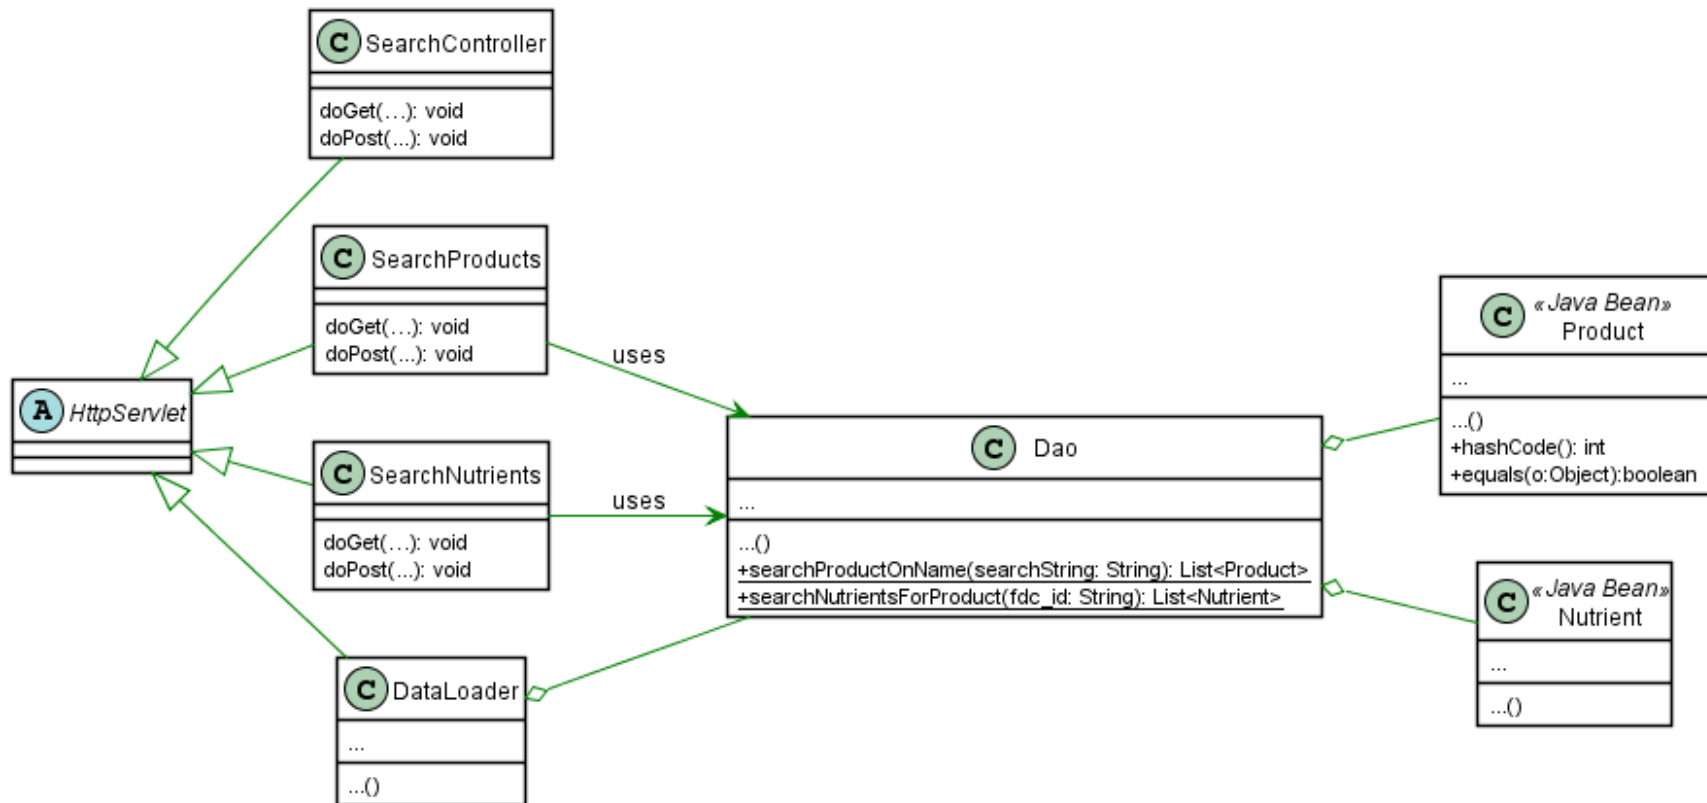 C SearchController
doGet(...): void
doPost(...): void
C SearchProducts
doGet(...): void
doPost(...): void
uses
A HttpServlet
C SearchNutrients
doGet(...): void
doPost(...): void
uses
C DataLoader
...
...()
C Dao
...
...()
+searchProductOnName(searchString: String): List<Product>
+searchNutrientsForProduct(fdc_id: String): List<Nutrient>
C «Java Bean»
Product
...
...()
+hashCode(): int
+equals(o:Object):boolean
C «Java Bean»
Nutrient
...
...()